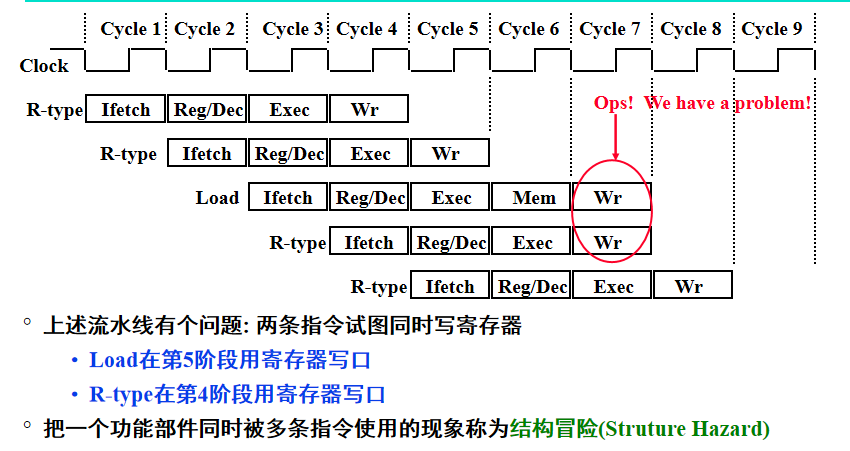 Cycle 1 Cycle 2 Cycle 3 Cycle 4 Cycle 5 Cycle 6 Cycle 7 Cycle 8 Cycle 9
Clock
Ops! We have a problem!
R-type Ifetch Reg/Dec Exec Wr
R-type Ifetch Reg/Dec Exec Wr
Load Ifetch Reg/Dec Exec Mem Wr
R-type Ifetch Reg/Dec Exec Wr
R-type Ifetch Reg/Dec Exec Wr
° 上述流水线有个问题: 两条指令试图同时写寄存器
• Load在第5阶段用寄存器写口
• R-type在第4阶段用寄存器写口
° 把一个功能部件同时被多条指令使用的现象称为结构冒险(Struture Hazard)